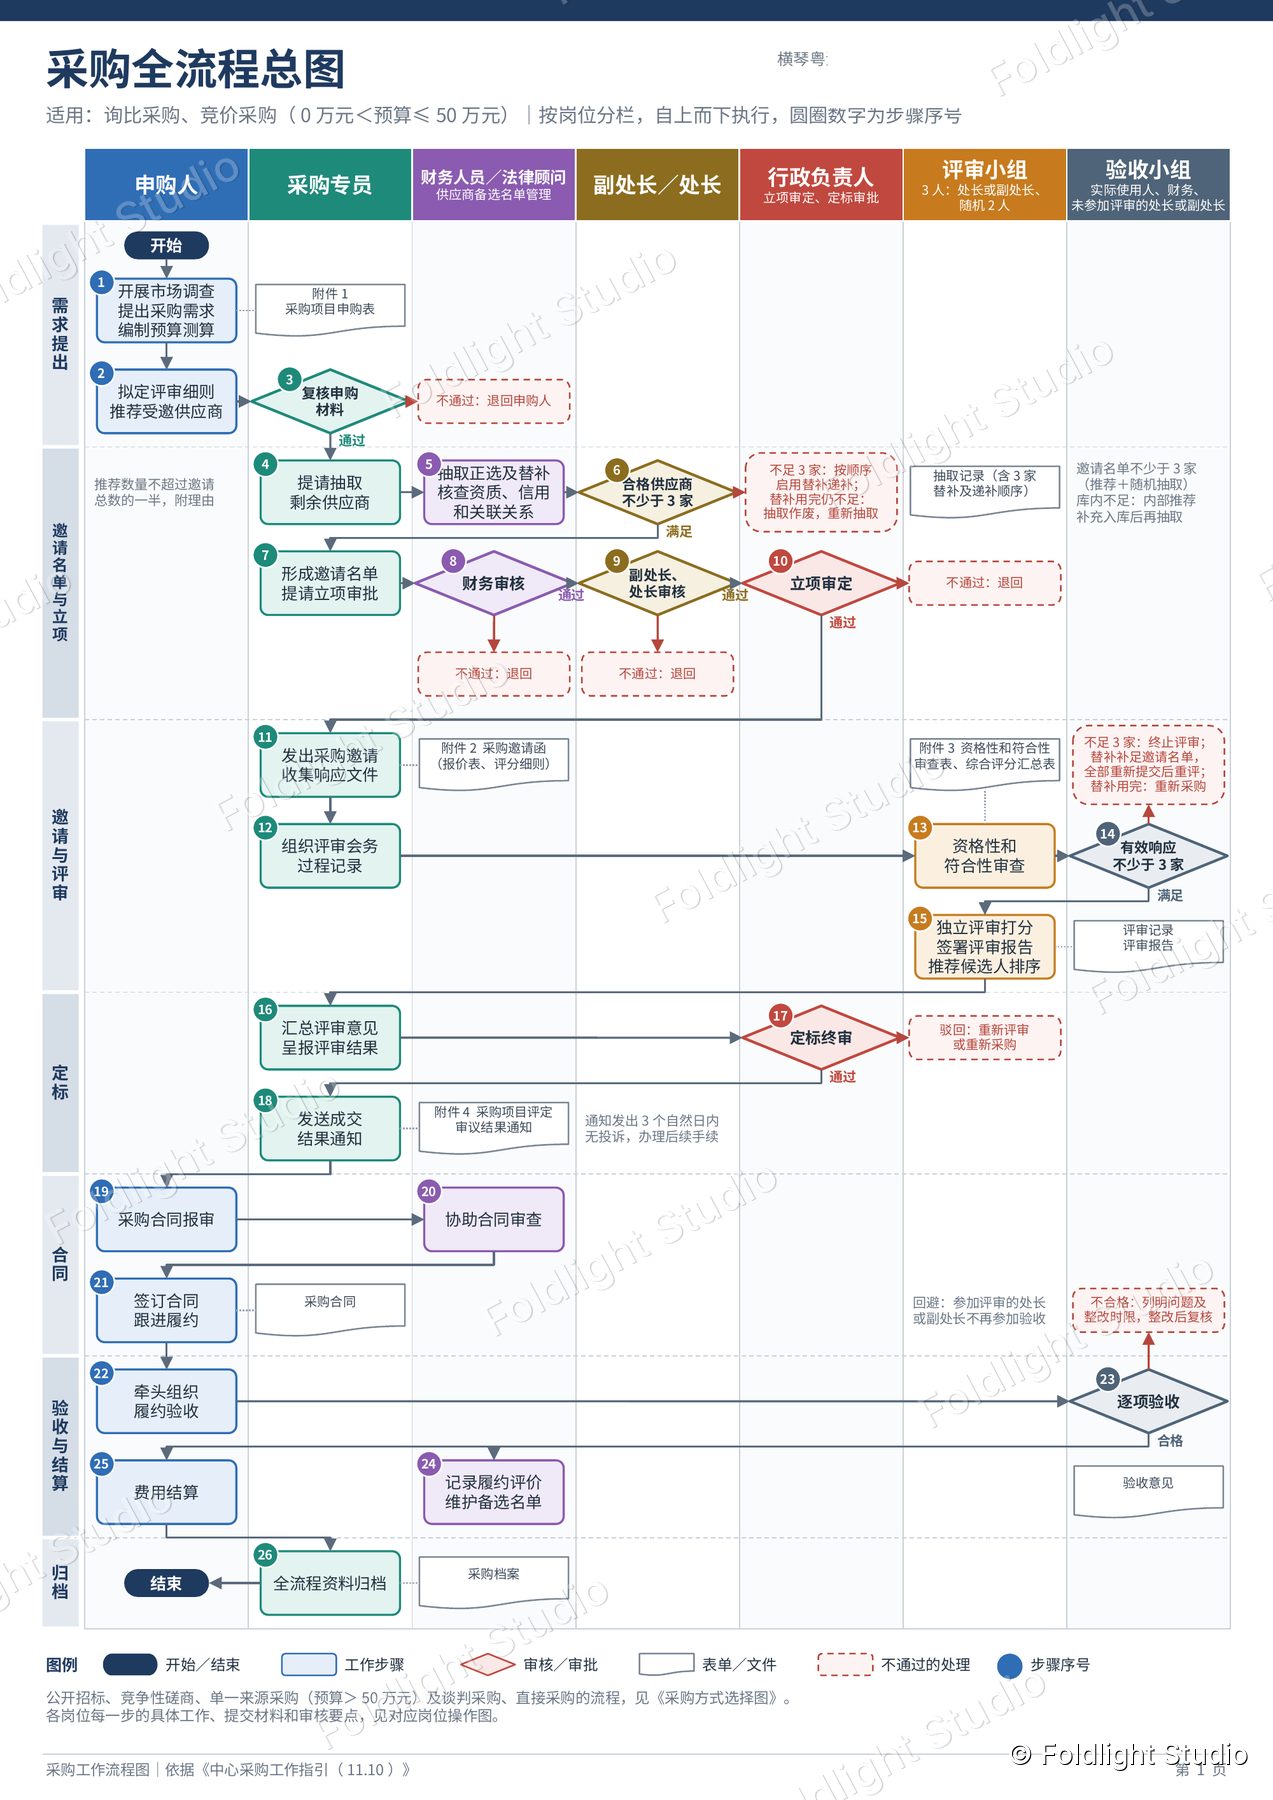 采购全流程总图
横琴粤
适用：询比采购、竞价采购（0 万元＜预算≤ 50 万元）｜按岗位分栏，自上而下执行，圆圈数字为步骤序号
申购人
采购专员
财务人员／法律顾问
供应商备选名单管理
副处长／处长
行政负责人
立项审定、定标审批
评审小组
3 人：处长或副处长、
随机 2 人
验收小组
实际使用人、财务、
未参加评审的处长或副处长
需求提出
开始
1
开展市场调查
提出采购需求
编制预算测算
附件 1
采购项目申购表
2
拟定评审细则
推荐受邀供应商
3
复核申购
材料
不通过：退回申购人
通过
邀请名单与立项
推荐数量不超过邀请
总数的一半，附理由
4
提请抽取
剩余供应商
5
抽取正选及替补
核查资质、信用
和关联关系
6
合格供应商
不少于 3 家
满足
不足 3 家：按顺序
启用替补递补；
替补用完仍不足：
抽取作废，重新抽取
抽取记录（含 3 家
替补及递补顺序）
邀请名单不少于 3 家
（推荐＋随机抽取）
库内不足：内部推荐
补充入库后再抽取
7
形成邀请名单
提请立项审批
8
财务审核
通过
9
副处长、
处长审核
通过
10
立项审定
通过
不通过：退回
不通过：退回
不通过：退回
邀请与评审
11
发出采购邀请
收集响应文件
附件 2 采购邀请函
（报价表、评分细则）
附件 3 资格性和符合性
审查表、综合评分汇总表
不足 3 家：终止评审；
替补补足邀请名单，
全部重新提交后重评；
替补用完：重新采购
12
组织评审会务
过程记录
13
资格性和
符合性审查
14
有效响应
不少于 3 家
满足
15
独立评审打分
签署评审报告
推荐候选人排序
评审记录
评审报告
定标
16
汇总评审意见
呈报评审结果
17
定标终审
通过
驳回：重新评审
或重新采购
18
发送成交
结果通知
附件 4 采购项目评定
审议结果通知
通知发出 3 个自然日内
无投诉，办理后续手续
合同
19
采购合同报审
20
协助合同审查
21
签订合同
跟进履约
采购合同
回避：参加评审的处长
或副处长不再参加验收
不合格：列明问题及
整改时限，整改后复核
验收与结算
22
牵头组织
履约验收
23
逐项验收
合格
25
费用结算
24
记录履约评价
维护备选名单
验收意见
归档
结束
26
全流程资料归档
采购档案
图例
开始／结束
工作步骤
审核／审批
表单／文件
不通过的处理
步骤序号
公开招标、竞争性磋商、单一来源采购（预算＞ 50 万元）及谈判采购、直接采购的流程，见《采购方式选择图》。
各岗位每一步的具体工作、提交材料和审核要点，见对应岗位操作图。
采购工作流程图｜依据《中心采购工作指引（11.10）》
第 1 页
© Foldlight Studio